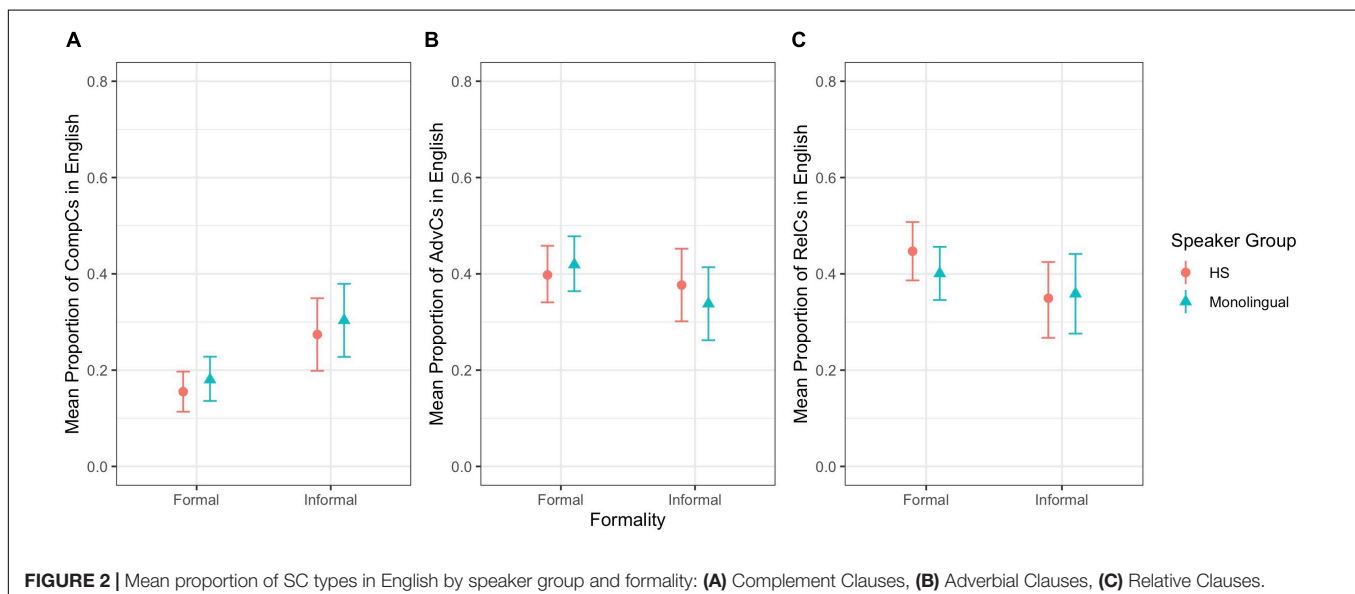 A
B
C
Mean Proportion of CompCs in English
0.8
0.6
0.4
0.2
0.0
Formal
Informal
Mean Proportion of AdvCs in English
0.8
0.6
0.4
0.2
0.0
Formal
Informal
Formality
Mean Proportion of RelCs in English
0.8
0.6
0.4
0.2
0.0
Formal
Informal
Speaker Group
HS
Monolingual
FIGURE 2 | Mean proportion of SC types in English by speaker group and formality: (A) Complement Clauses, (B) Adverbial Clauses, (C) Relative Clauses.